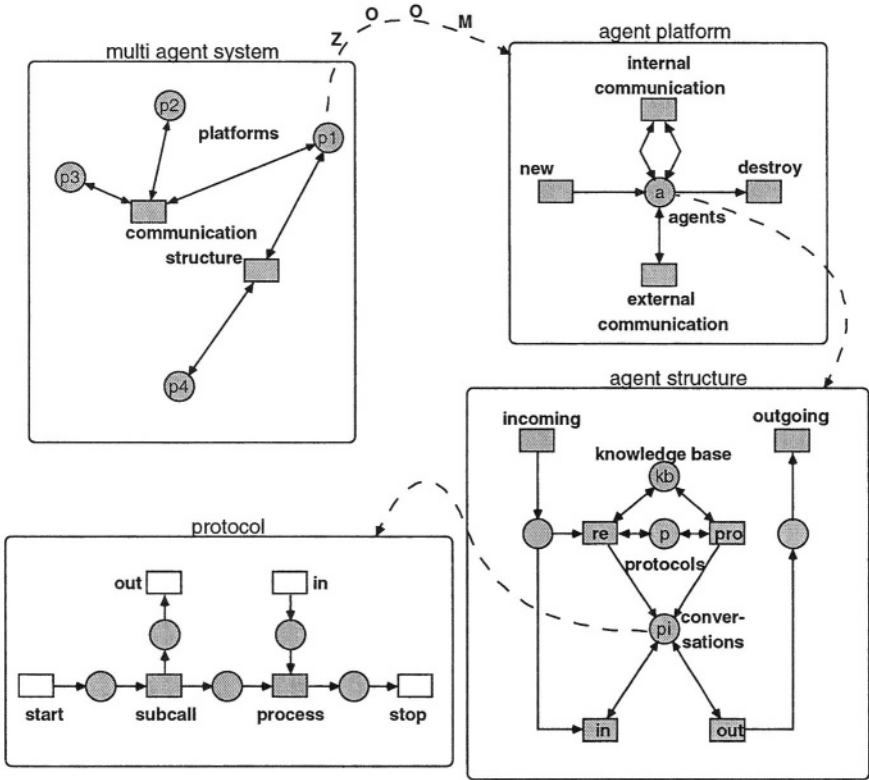 Z O O M
multi agent system
p2
platforms
p1
p3
communication
structure
p4
agent platform
internal
communication
new
destroy
a
agents
external
communication
agent structure
incoming
outgoing
knowledge base
kb
re
p
pro
protocols
pi
conver-
sations
in
out
protocol
out
in
start
subcall
process
stop